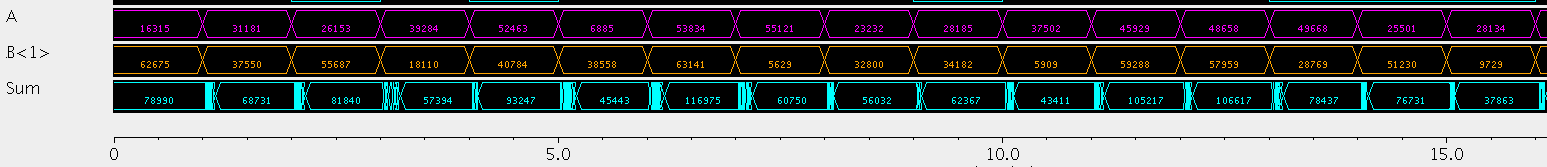 A 16315 31181 26153 39284 52463 6885 53834 55121 23232 28185 37502 45929 48658 49668 25501 28134
B<1> 62675 37550 55687 18110 40784 38558 63141 5629 32800 34182 5909 59288 57959 28769 51230 9729
Sum 78990 68731 81840 57394 93247 45443 116975 60750 56032 62367 43411 105217 106617 78437 76731 37863
0 5.0 10.0 15.0